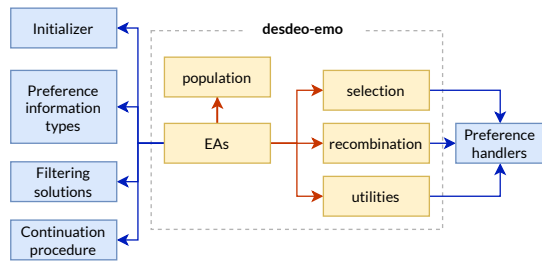 desdeo-emo
Initializer
Preference
information
types
Filtering
solutions
Continuation
procedure
population
EAs
selection
recombination
utilities
Preference
handlers